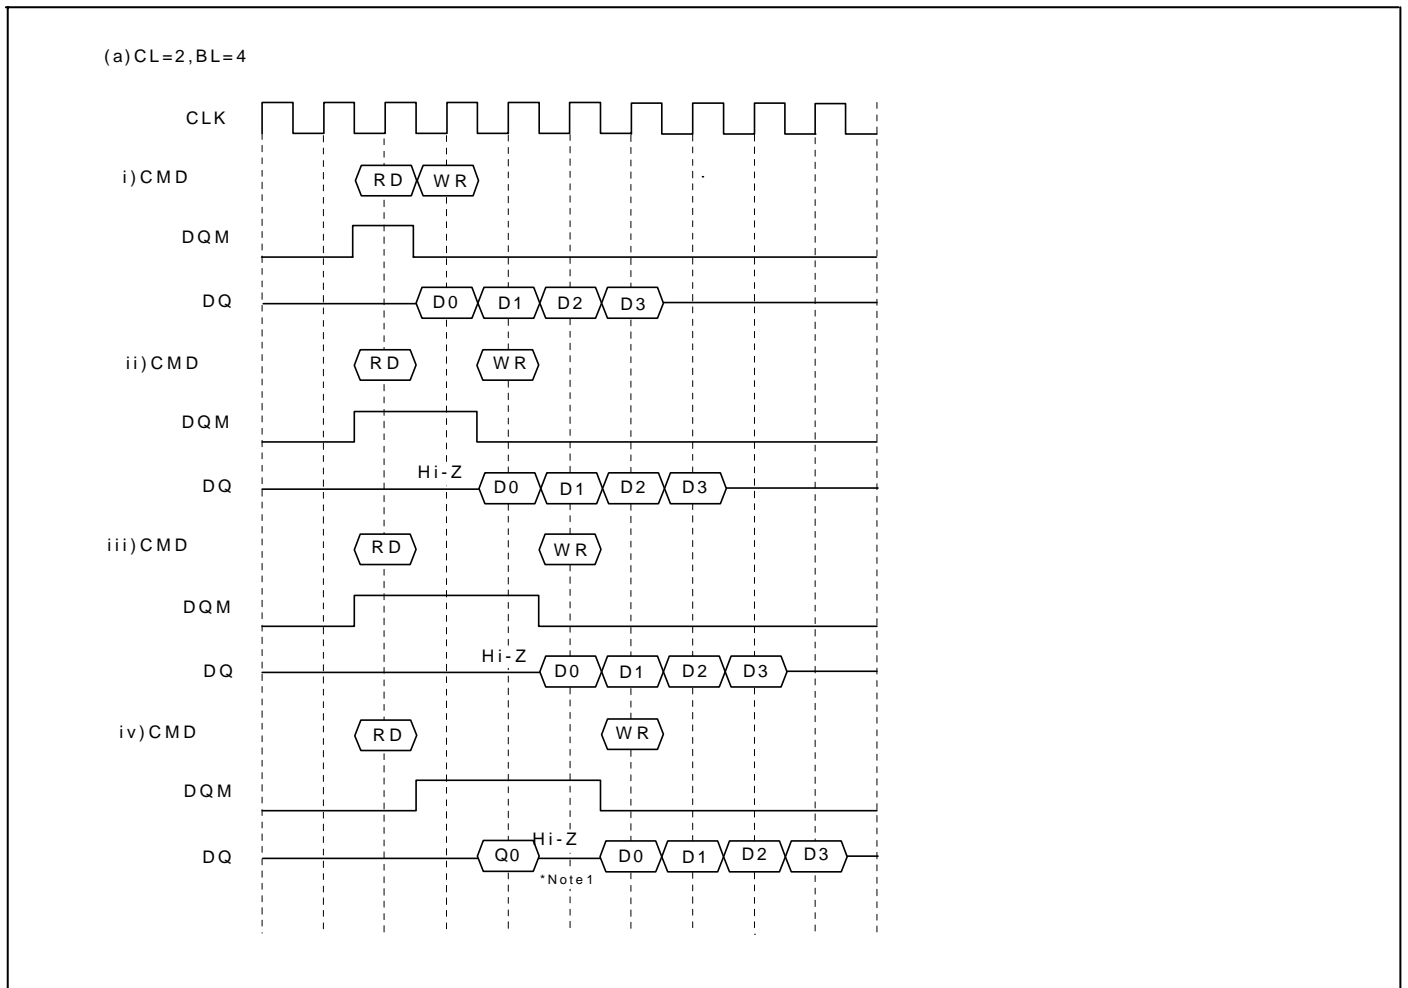 (a)CL=2,BL=4
CLK
i)CMD RD WR
DQM
DQ D0 D1 D2 D3
ii)CMD RD WR
DQM
Hi-Z
DQ D0 D1 D2 D3
iii)CMD RD WR
DQM
Hi-Z
DQ D0 D1 D2 D3
iv)CMD RD WR
DQM
Hi-Z
DQ Q0 D0 D1 D2 D3
*Note1